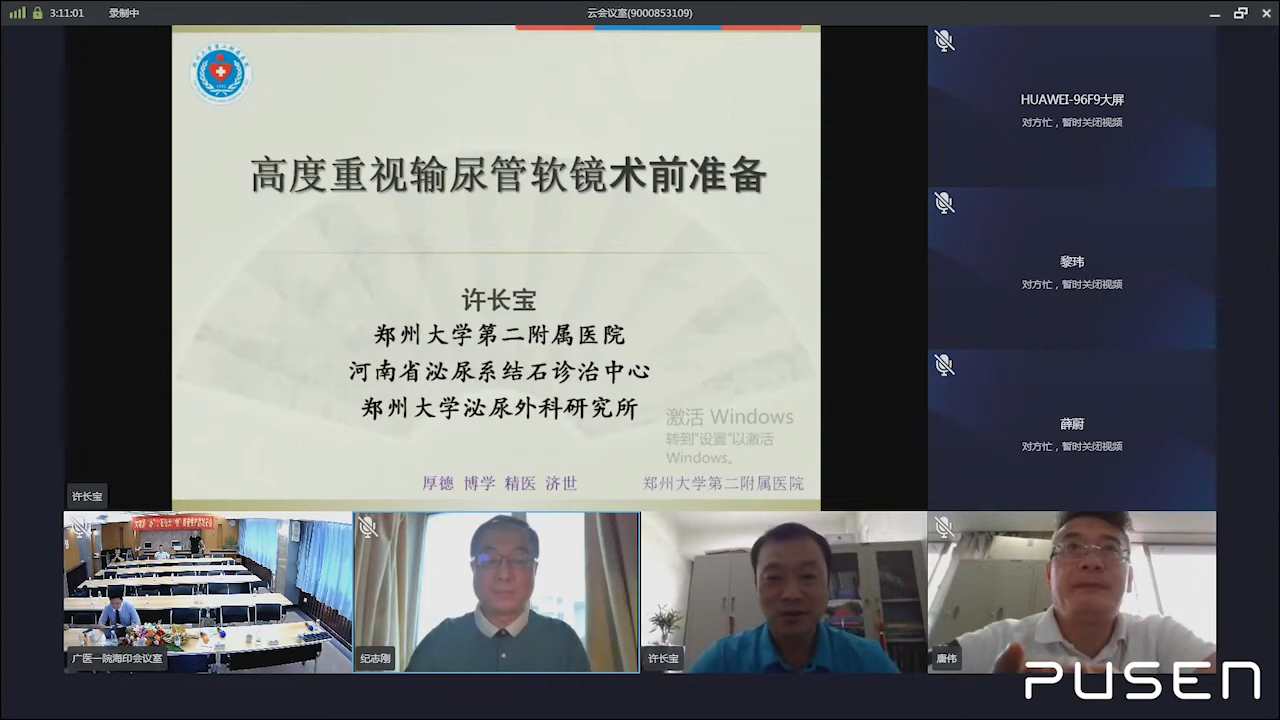 3:11:01 录制中 云会议室(9000853109)
高度重视输尿管软镜术前准备
许长宝
郑州大学第二附属医院
河南省泌尿系结石诊治中心
郑州大学泌尿外科研究所
激活 Windows
转到"设置"以激活
Windows。
厚德 博学 精医 济世 郑州大学第二附属医院
许长宝
HUAWEI-96F9大屏
对方忙，暂时关闭视频
黎玮
对方忙，暂时关闭视频
薛蔚
对方忙，暂时关闭视频
广医一院海印会议室
纪志刚
许长宝
唐伟
PUSEN